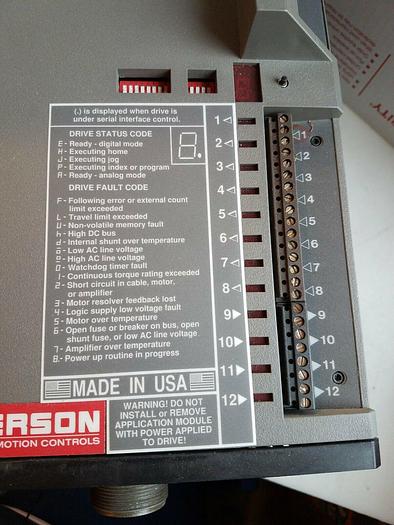 (.) is displayed when drive is
under serial interface control.
DRIVE STATUS CODE
E - Ready - digital mode
H - Executing home
J - Executing jog
P - Executing index or program
A - Ready - analog mode
DRIVE FAULT CODE
F - Following error or external count
limit exceeded
L - Travel limit exceeded
U - Non-volatile memory fault
h - High DC bus
d - Internal shunt over temperature
o - Low AC line voltage
High AC line voltage
0 - Watchdog timer fault
1 - Continuous torque rating exceeded
2 - Short circuit in cable, motor,
or amplifier
3 - Motor resolver feedback lost
4 - Logic supply low voltage fault
5 - Motor over temperature
6 - Open fuse or breaker on bus, open
shunt fuse, or low AC line voltage
7 - Amplifier over temperature
8. - Power up routine in progress
8.
MADE IN USA
ERSON
MOTION CONTROLS
WARNING! DO NOT
INSTALL or REMOVE
APPLICATION MODULE
WITH POWER APPLIED
TO DRIVE!
1
2
3
4
5
6
7
8
9
10
11
12
1
2
3
4
5
6
7
8
9
10
11
12